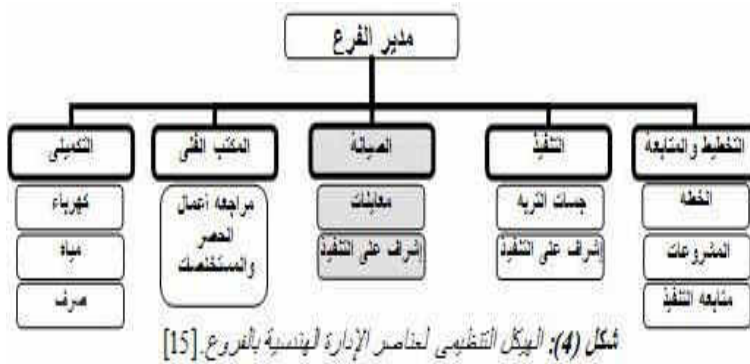 مدير الفرع
التخطيط والمتابعة
الخطه
المشروعات
متابعه التنفيذ
التنفيذ
جسات التربه
إشراف على التنفيذ
الصيانة
معاينات
إشراف على التنفيذ
المكتب الفنى
مراجعه أعمال
الحصر
والمستخلصات
التكميلى
كهرباء
مياه
صرف
شكل (4): الهيكل التنظيمى لعناصر الإدارة الهندسية بالفروع. [15]